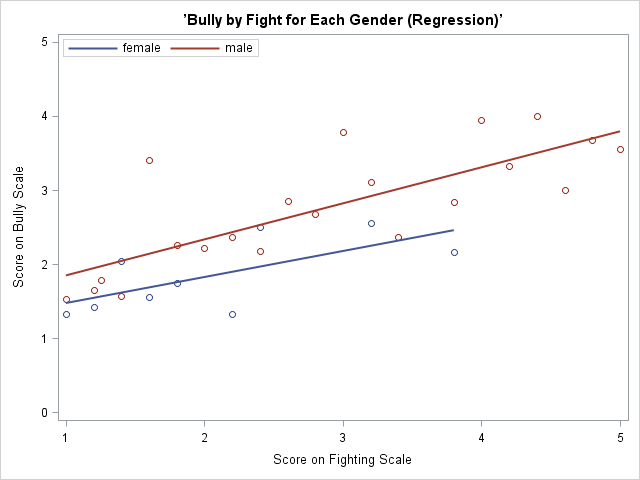 ’Bully by Fight for Each Gender (Regression)’
female male
5
4
3
2
1
0
Score on Bully Scale
1 2 3 4 5
Score on Fighting Scale